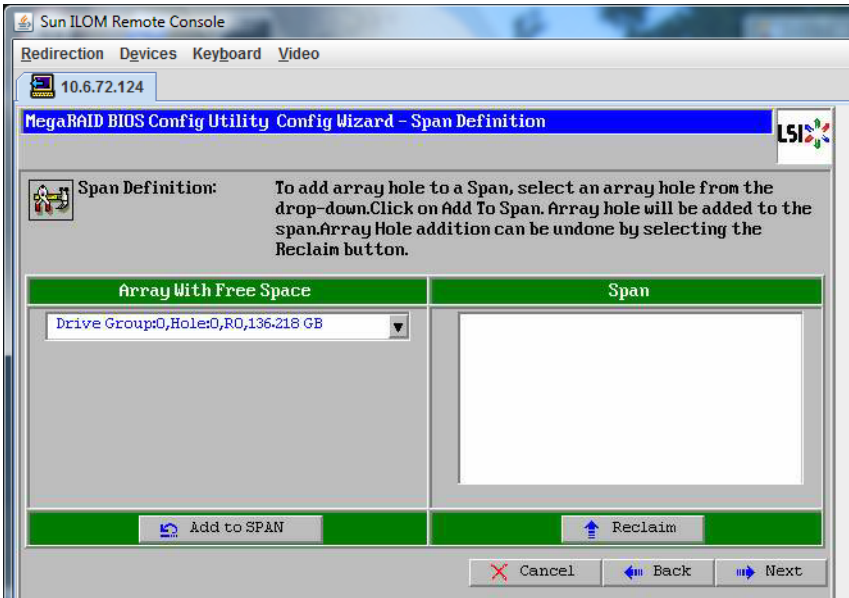 Sun ILOM Remote Console
Redirection Devices Keyboard Video
10.6.72.124
MegaRAID BIOS Config Utility Config Wizard – Span Definition
LSI
Span Definition: To add array hole to a Span, select an array hole from the
drop-down.Click on Add To Span. Array hole will be added to the
span.Array Hole addition can be undone by selecting the
Reclaim button.
Array With Free Space Span
Drive Group:0,Hole:0,R0,136.218 GB
Add to SPAN Reclaim
Cancel Back Next